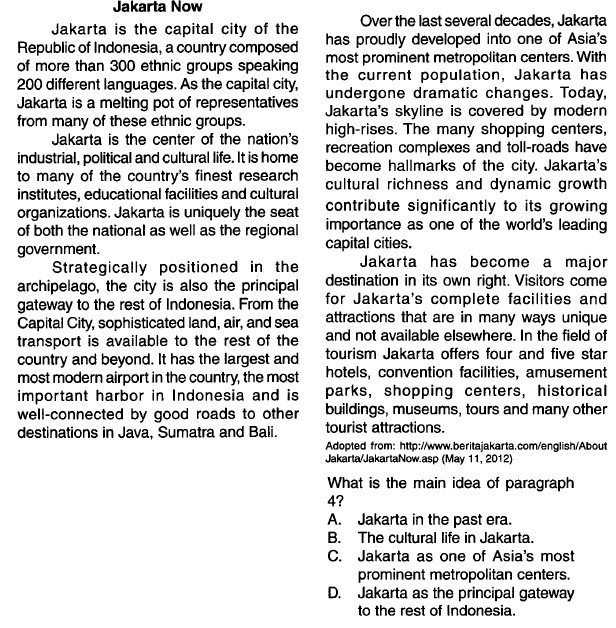 Jakarta Now
Jakarta is the capital city of the
Republic of Indonesia, a country composed
of more than 300 ethnic groups speaking
200 different languages. As the capital city,
Jakarta is a melting pot of representatives
from many of these ethnic groups.
Jakarta is the center of the nation's
industrial, political and cultural life. It is home
to many of the country's finest research
institutes, educational facilities and cultural
organizations. Jakarta is uniquely the seat
of both the national as well as the regional
government.
Strategically positioned in the
archipelago, the city is also the principal
gateway to the rest of Indonesia. From the
Capital City, sophisticated land, air, and sea
transport is available to the rest of the
country and beyond. It has the largest and
most modern airport in the country, the most
important harbor in Indonesia and is
well-connected by good roads to other
destinations in Java, Sumatra and Bali.
Over the last several decades, Jakarta
has proudly developed into one of Asia's
most prominent metropolitan centers. With
the current population, Jakarta has
undergone dramatic changes. Today,
Jakarta's skyline is covered by modern
high-rises. The many shopping centers,
recreation complexes and toll-roads have
become hallmarks of the city. Jakarta's
cultural richness and dynamic growth
contribute significantly to its growing
importance as one of the world's leading
capital cities.
Jakarta has become a major
destination in its own right. Visitors come
for Jakarta's complete facilities and
attractions that are in many ways unique
and not available elsewhere. In the field of
tourism Jakarta offers four and five star
hotels, convention facilities, amusement
parks, shopping centers, historical
buildings, museums, tours and many other
tourist attractions.
Adopted from: http://www.beritajakarta.com/english/About
Jakarta/JakartaNow.asp (May 11, 2012)
What is the main idea of paragraph
4?
A. Jakarta in the past era.
B. The cultural life in Jakarta.
C. Jakarta as one of Asia's most
prominent metropolitan centers.
D. Jakarta as the principal gateway
to the rest of Indonesia.